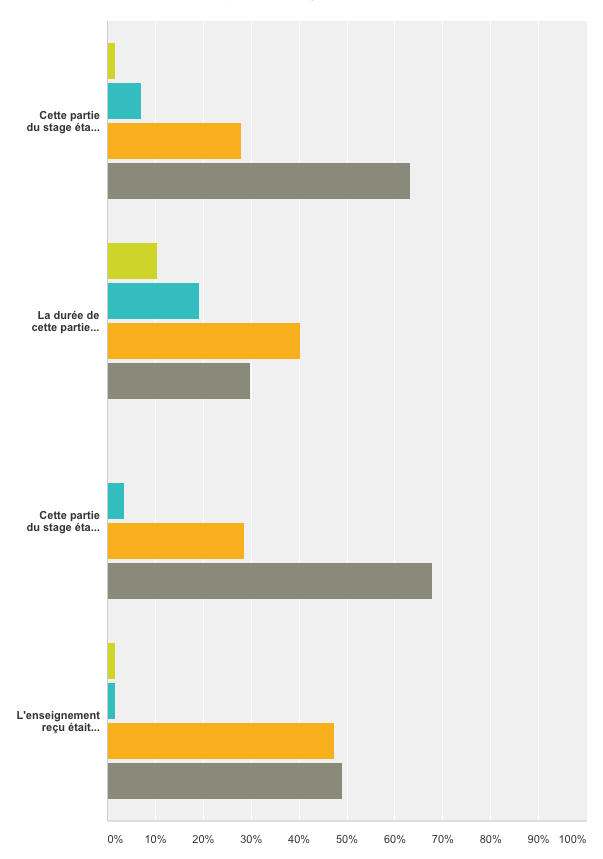 Cette partie
du stage éta...
La durée de
cette partie...
Cette partie
du stage éta...
L'enseignement
reçu était...
0% 10% 20% 30% 40% 50% 60% 70% 80% 90% 100%